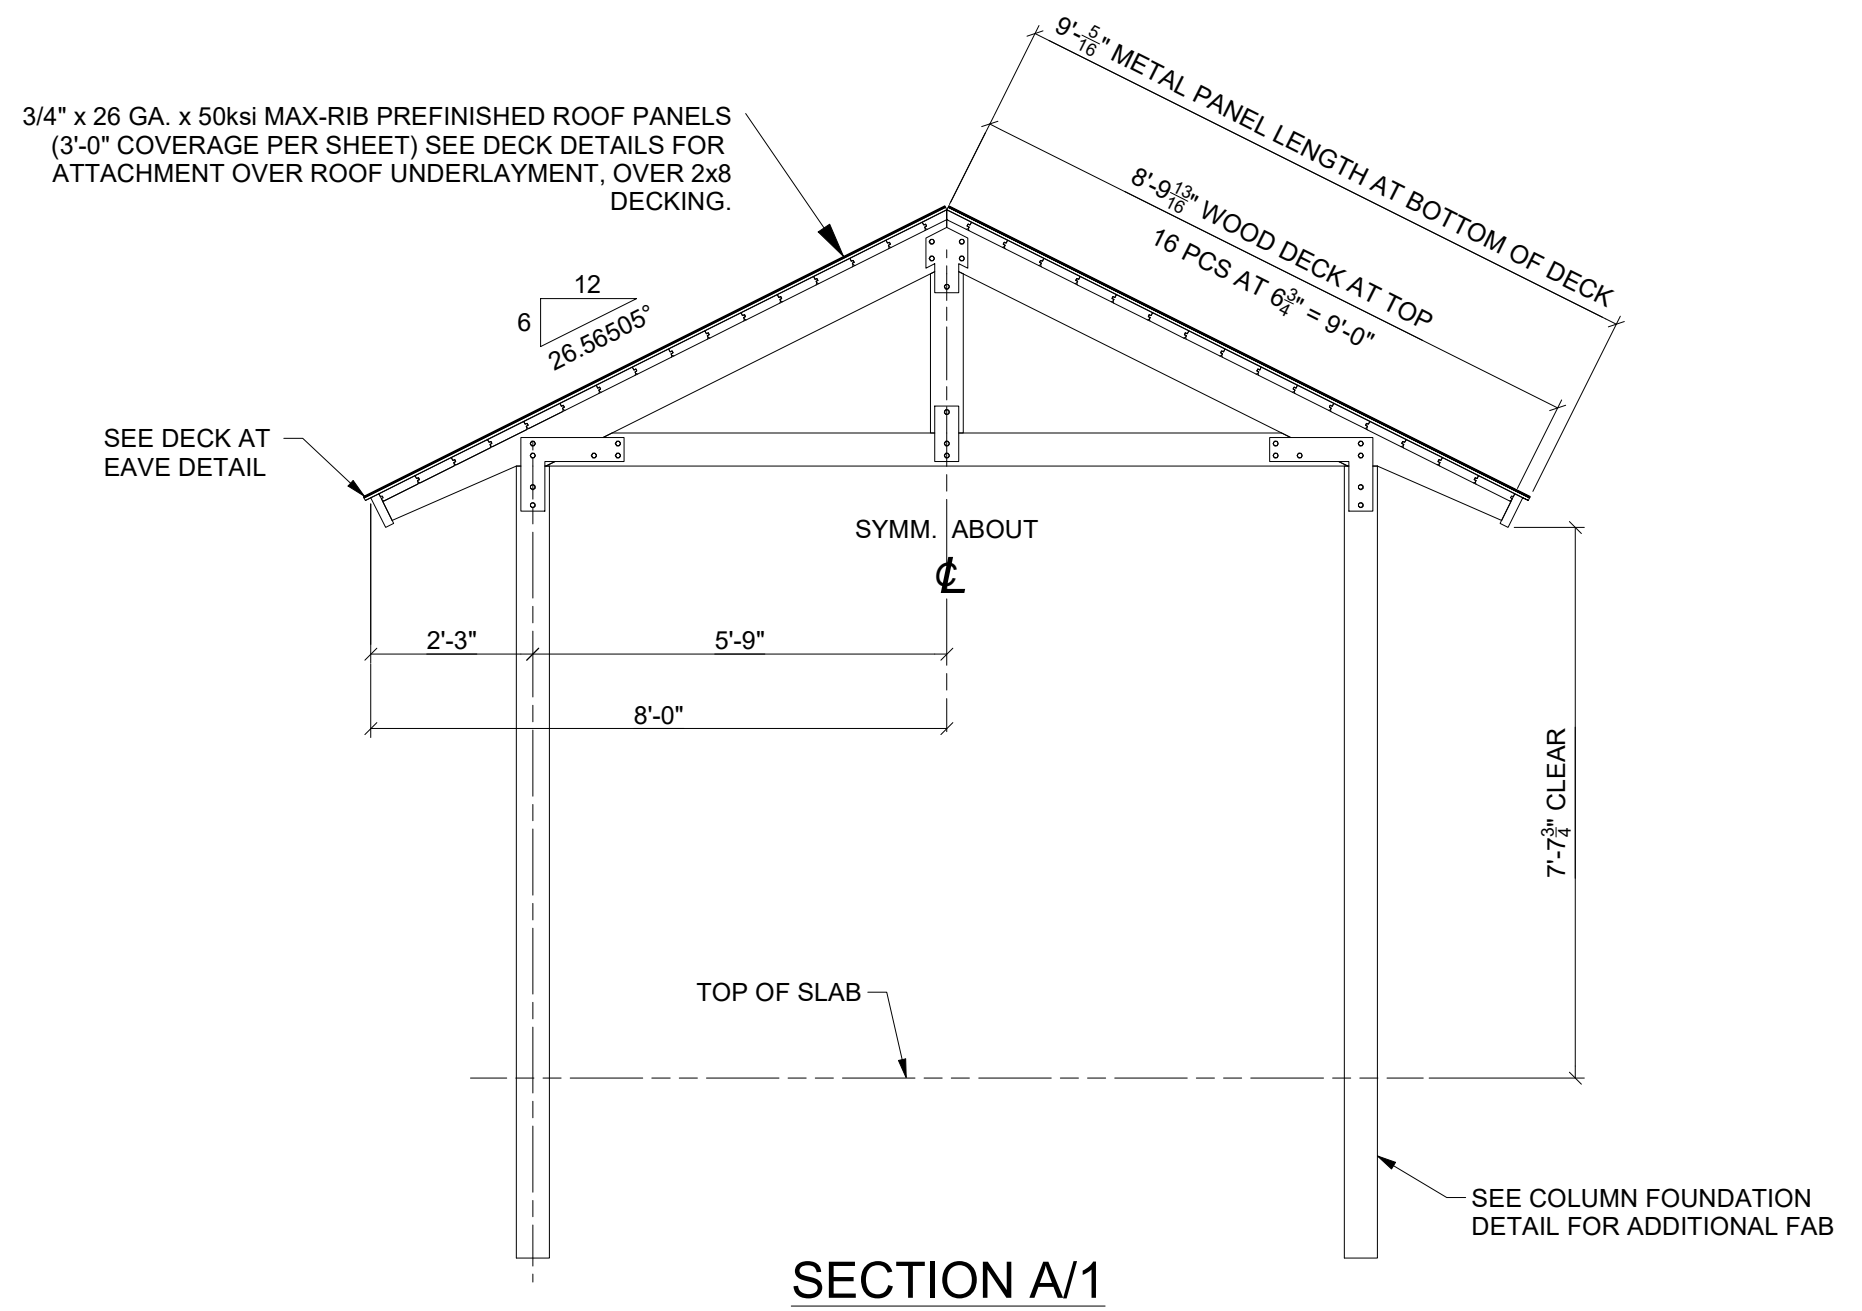 9'-5/16" METAL PANEL LENGTH AT BOTTOM OF DECK
8'-9 13/16" WOOD DECK AT TOP
16 PCS AT 6 3/4" = 9'-0"
3/4" x 26 GA. x 50ksi MAX-RIB PREFINISHED ROOF PANELS
(3'-0" COVERAGE PER SHEET) SEE DECK DETAILS FOR
ATTACHMENT OVER ROOF UNDERLAYMENT, OVER 2x8
DECKING.
12
6
26.56505°
SEE DECK AT
EAVE DETAIL
SYMM. ABOUT
℄
2'-3"
5'-9"
8'-0"
7'-7 3/4" CLEAR
TOP OF SLAB
SEE COLUMN FOUNDATION
DETAIL FOR ADDITIONAL FAB
SECTION A/1